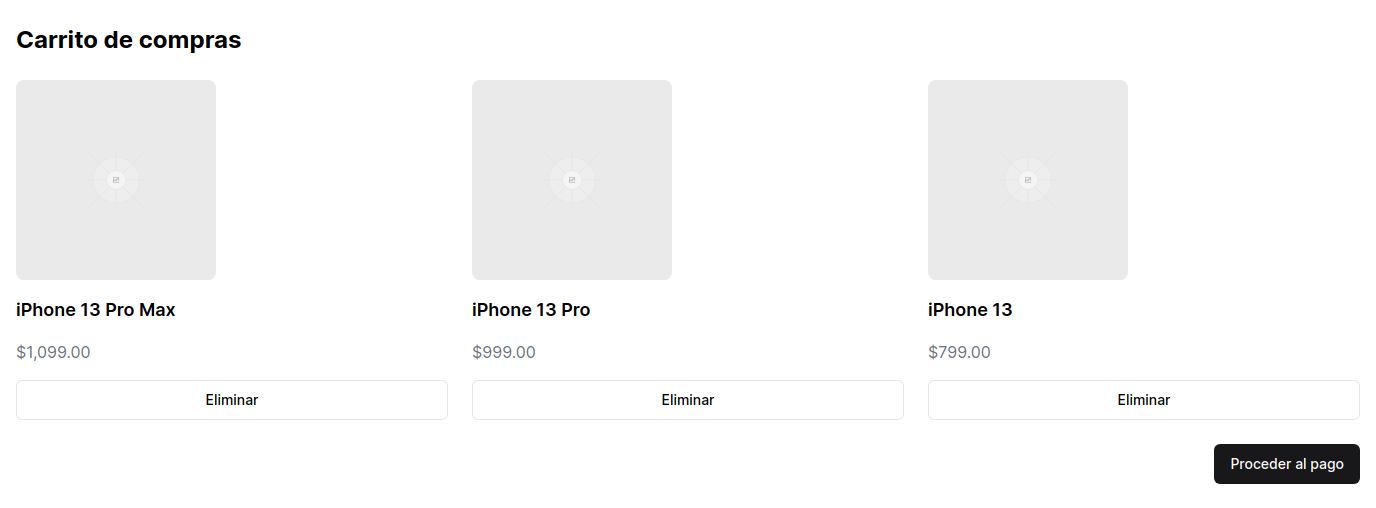 Carrito de compras
iPhone 13 Pro Max
$1,099.00
Eliminar
iPhone 13 Pro
$999.00
Eliminar
iPhone 13
$799.00
Eliminar
Proceder al pago